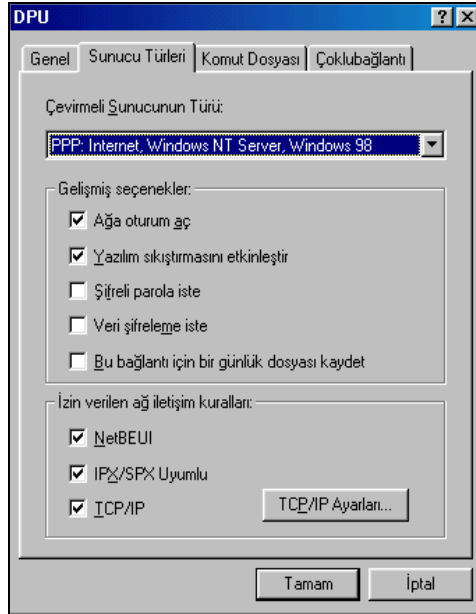 DPU
Genel Sunucu Türleri Komut Dosyası Çoklubağlantı
Çevirmeli Sunucunun Türü:
PPP: Internet, Windows NT Server, Windows 98
Gelişmiş seçenekler:
Ağa oturum aç
Yazılım sıkıştırmasını etkinleştir
Şifreli parola iste
Veri şifreleme iste
Bu bağlantı için bir günlük dosyası kaydet
İzin verilen ağ iletişim kuralları:
NetBEUI
IPX/SPX Uyumlu
TCP/IP
TCP/IP Ayarları...
Tamam İptal